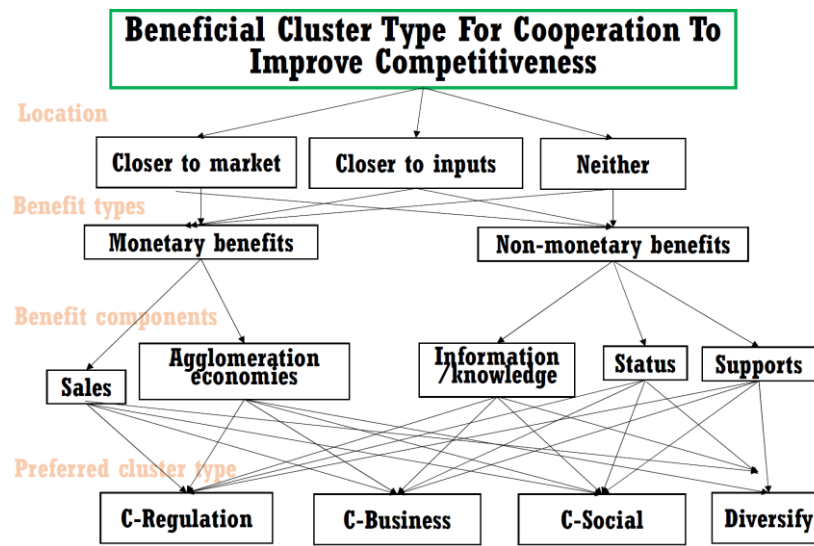 Beneficial Cluster Type For Cooperation To
Improve Competitiveness
Location
Closer to market
Closer to inputs
Neither
Benefit types
Monetary benefits
Non-monetary benefits
Benefit components
Sales
Agglomeration
economies
Information
/knowledge
Status
Supports
Preferred cluster type
C-Regulation
C-Business
C-Social
Diversify